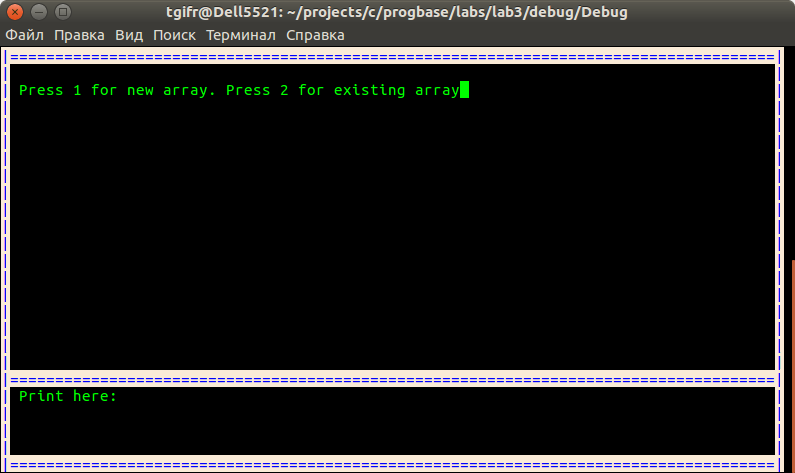 tgifr@Dell5521: ~/projects/c/progbase/labs/lab3/debug/Debug
Файл Правка Вид Поиск Терминал Справка
Press 1 for new array. Press 2 for existing array
Print here: